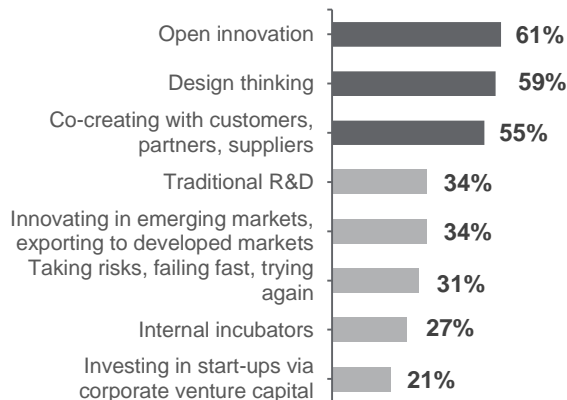 Open innovation 61%
Design thinking 59%
Co-creating with customers,
partners, suppliers 55%
Traditional R&D 34%
Innovating in emerging markets,
exporting to developed markets 34%
Taking risks, failing fast, trying
again 31%
Internal incubators 27%
Investing in start-ups via
corporate venture capital 21%